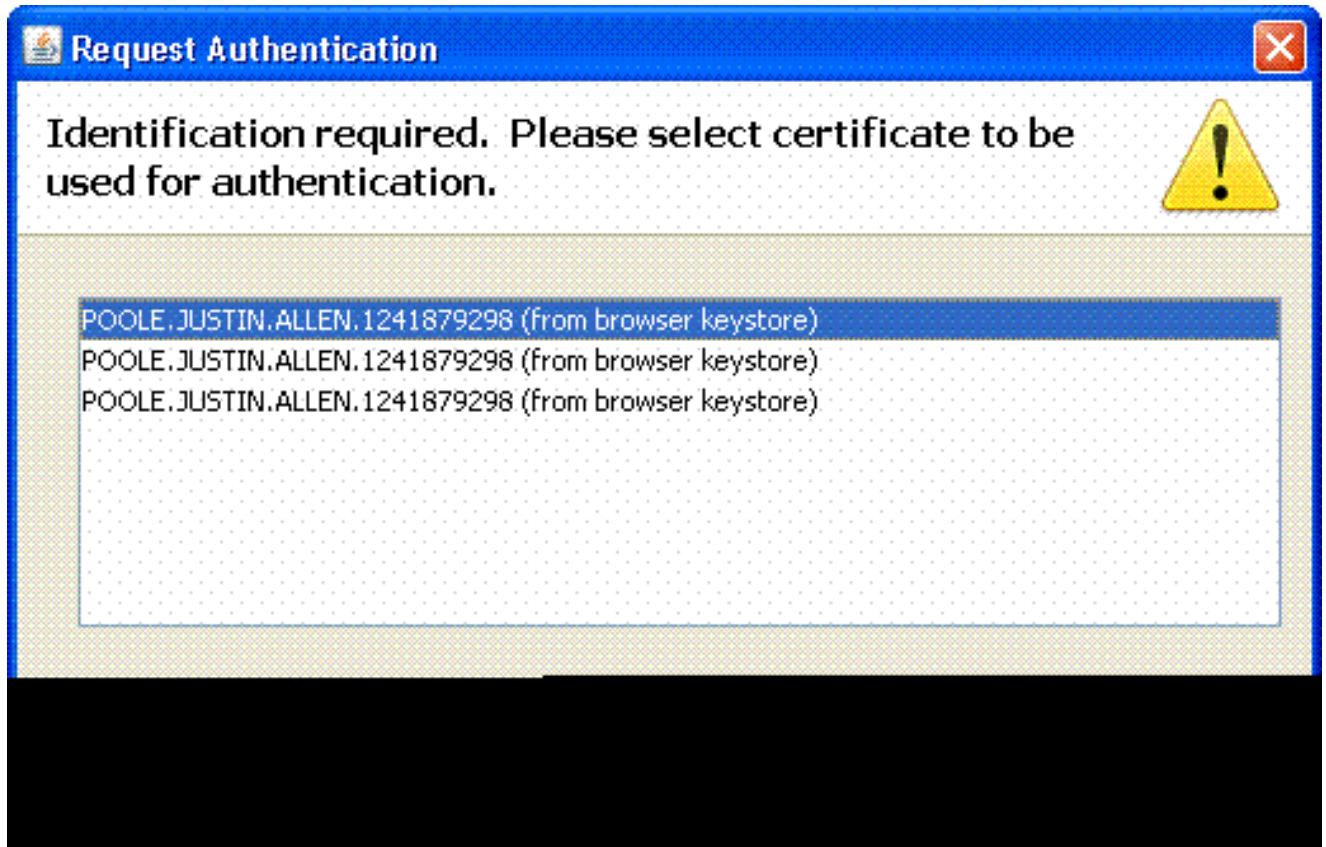 Request Authentication
Identification required. Please select certificate to be
used for authentication.
POOLE.JUSTIN.ALLEN.1241879298 (from browser keystore)
POOLE.JUSTIN.ALLEN.1241879298 (from browser keystore)
POOLE.JUSTIN.ALLEN.1241879298 (from browser keystore)